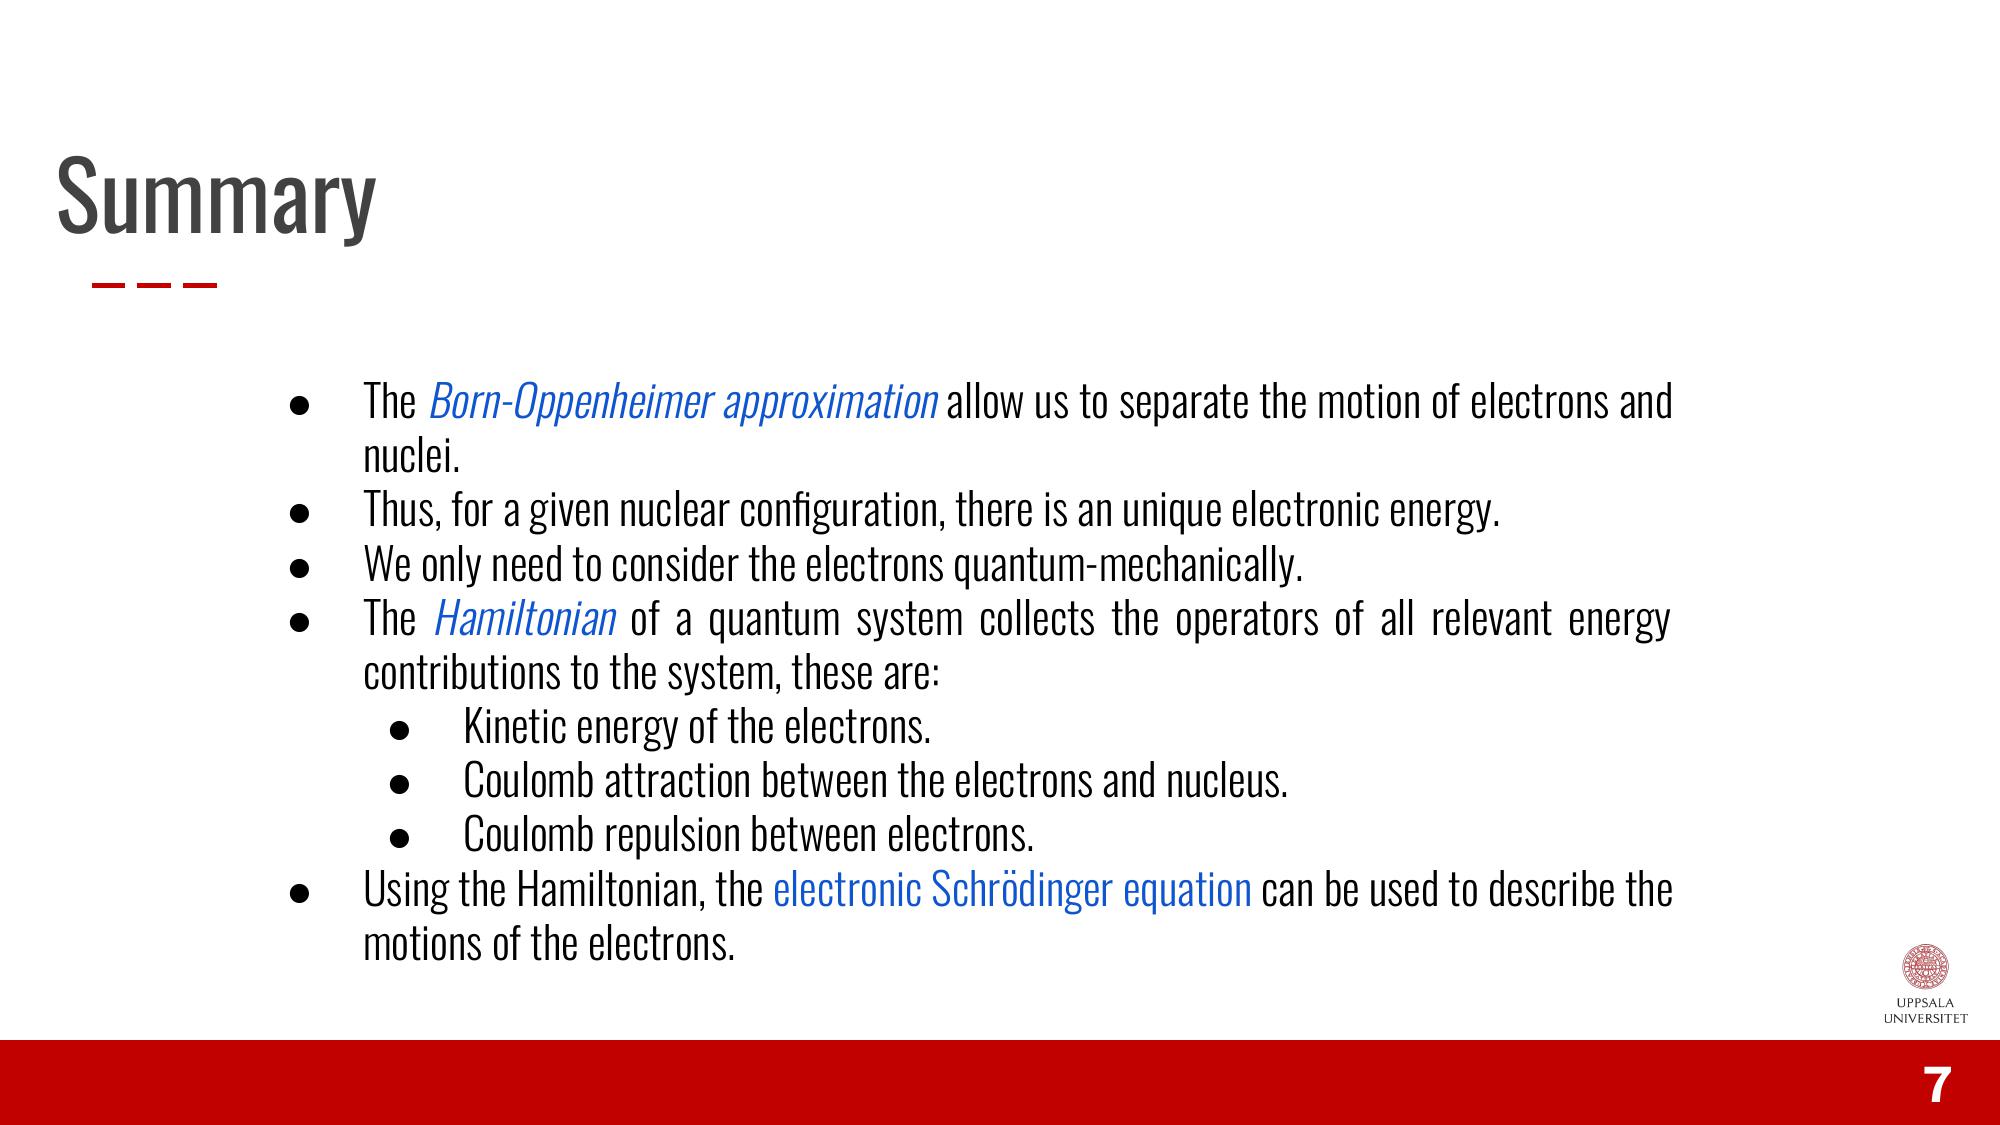 Summary
● The Born-Oppenheimer approximation allow us to separate the motion of electrons and
nuclei.
● Thus, for a given nuclear configuration, there is an unique electronic energy.
● We only need to consider the electrons quantum-mechanically.
● The Hamiltonian of a quantum system collects the operators of all relevant energy
contributions to the system, these are:
● Kinetic energy of the electrons.
● Coulomb attraction between the electrons and nucleus.
● Coulomb repulsion between electrons.
● Using the Hamiltonian, the electronic Schrödinger equation can be used to describe the
motions of the electrons.
UPPSALA
UNIVERSITET
7